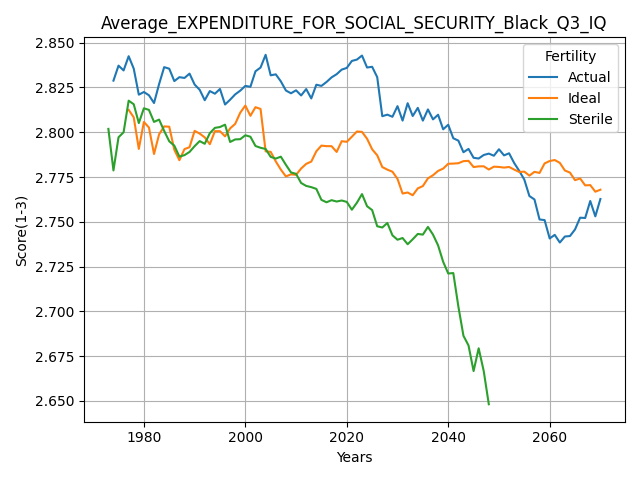 Average_EXPENDITURE_FOR_SOCIAL_SECURITY_Black_Q3_IQ
Fertility
Actual
Ideal
Sterile
Score(1-3)
2.850
2.825
2.800
2.775
2.750
2.725
2.700
2.675
2.650
1980 2000 2020 2040 2060
Years